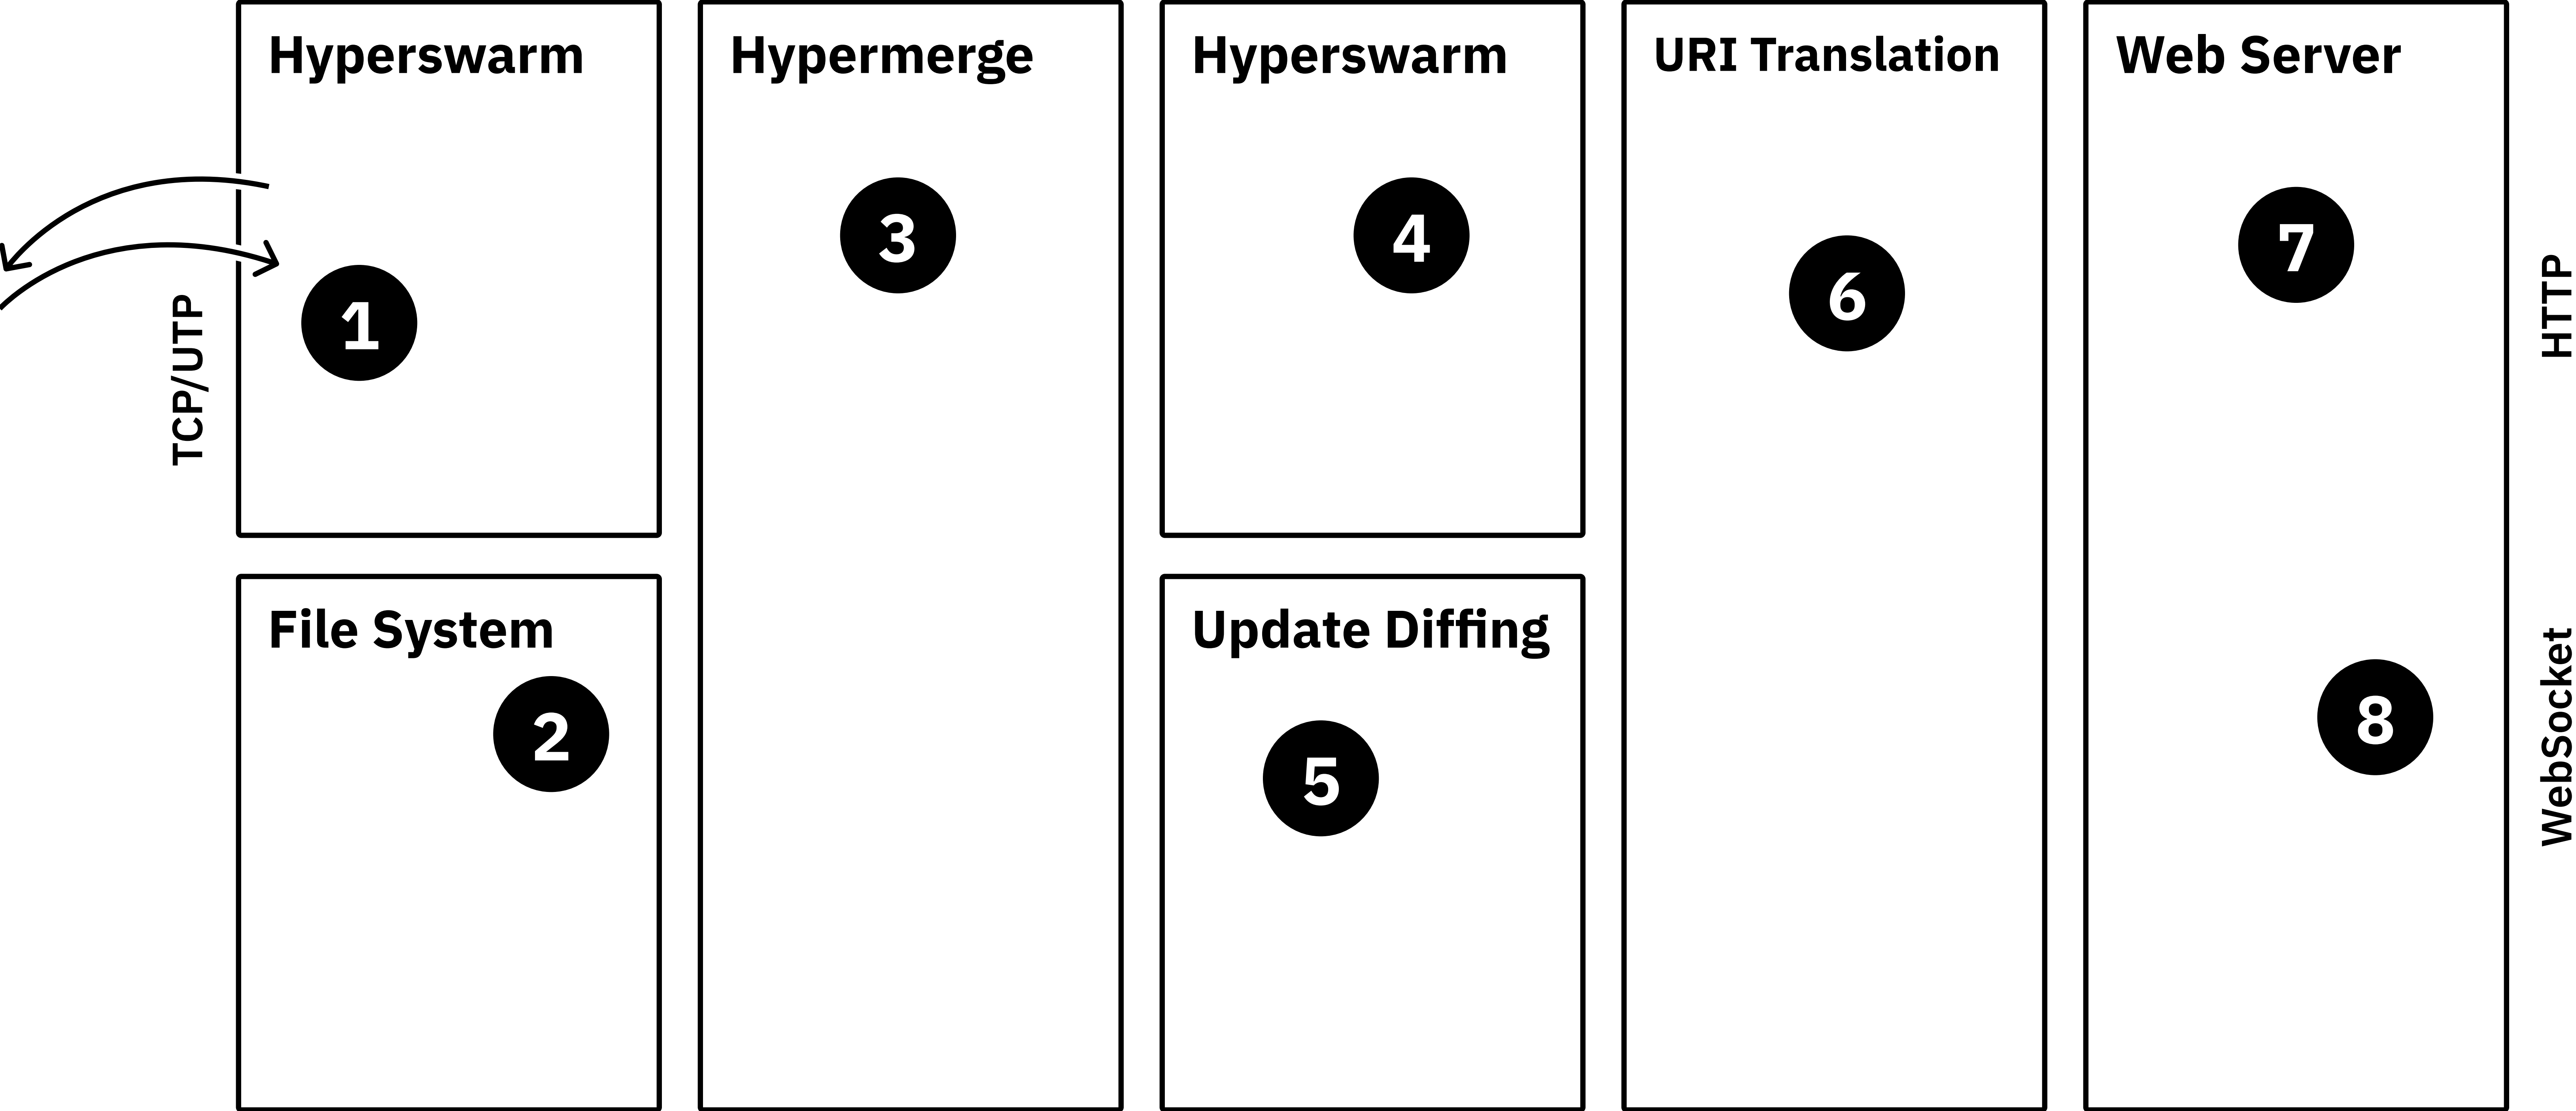 Hyperswarm
Hypermerge
Hyperswarm
URI Translation
Web Server
3
4
7
6
1
TCP/UTP
HTTP
File System
Update Diffing
2
5
8
WebSocket